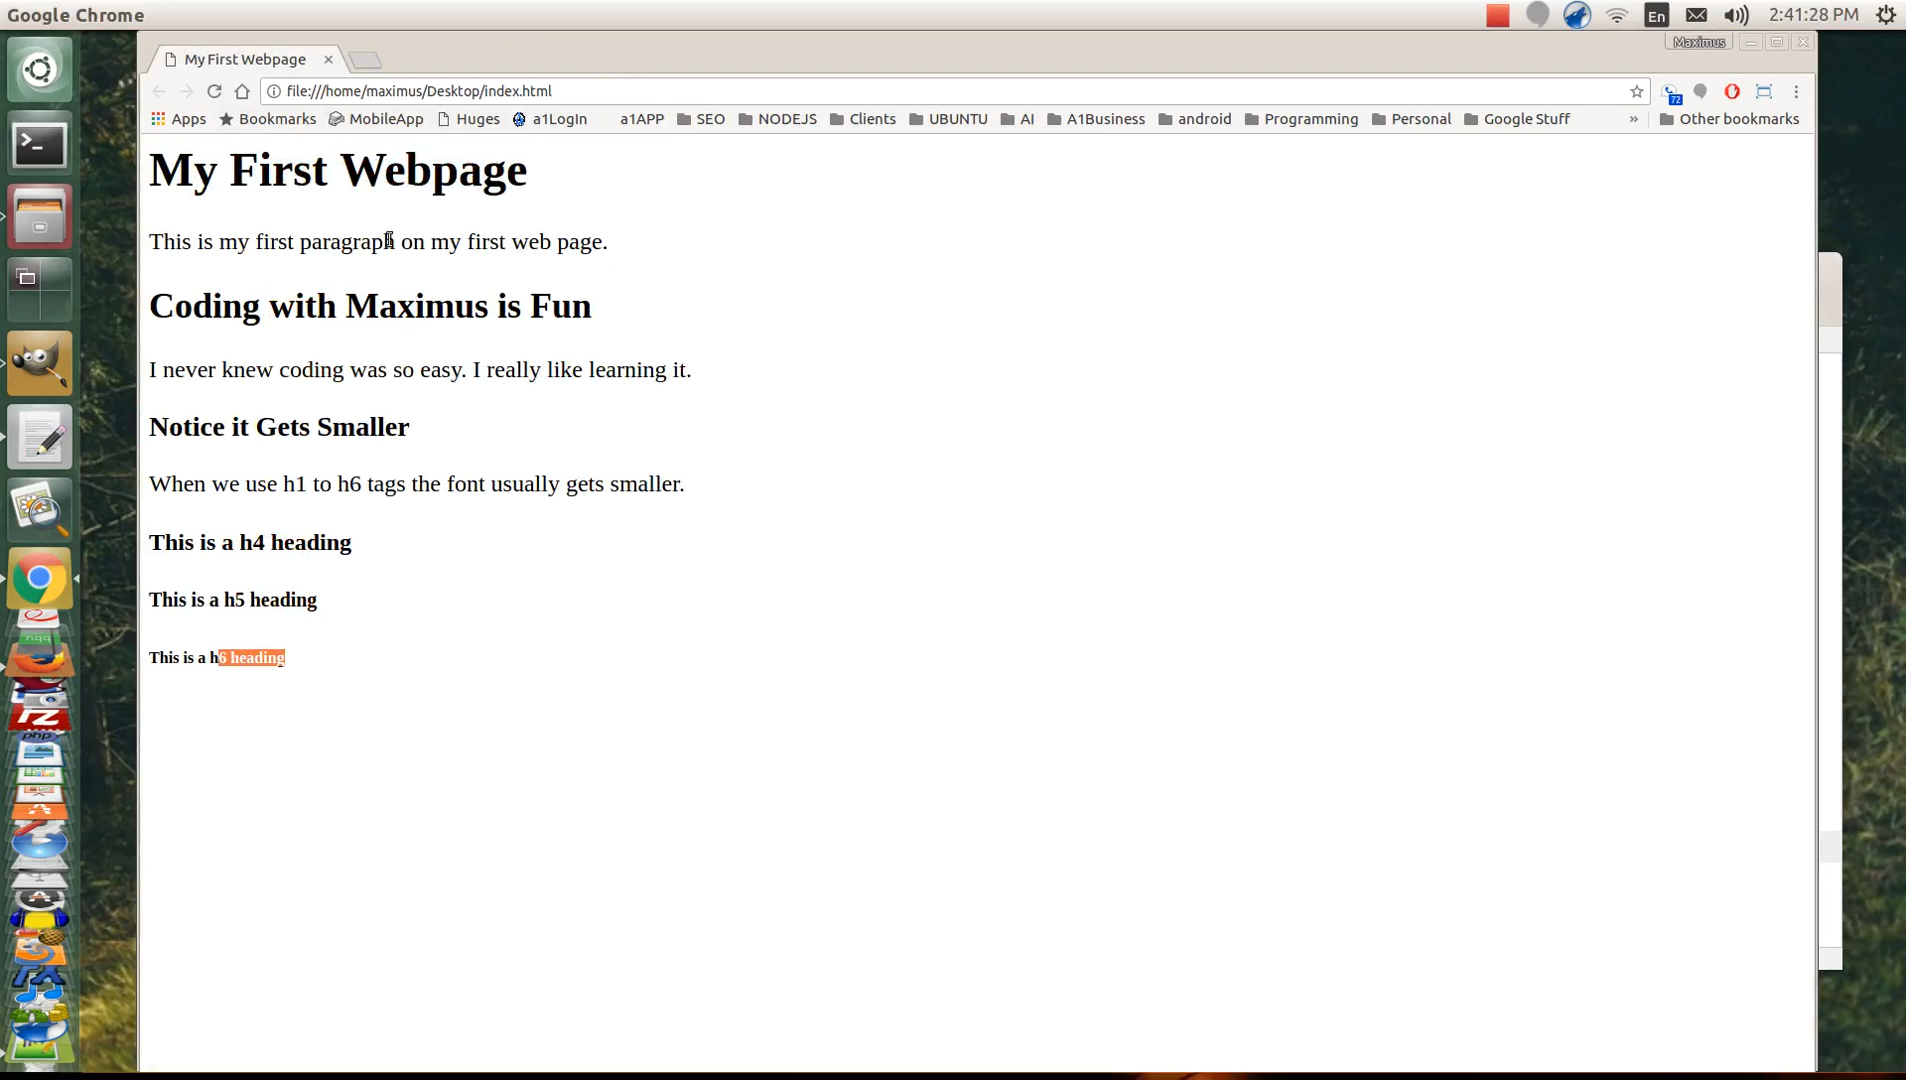 Google Chrome
En
2:41:28 PM
Maximus
My First Webpage
file:///home/maximus/Desktop/index.html
72
Apps Bookmarks MobileApp Huges a1LogIn a1APP SEO NODEJS Clients UBUNTU AI A1Business android Programming Personal Google Stuff » Other bookmarks
My First Webpage
This is my first paragraph on my first web page.
Coding with Maximus is Fun
I never knew coding was so easy. I really like learning it.
Notice it Gets Smaller
When we use h1 to h6 tags the font usually gets smaller.
This is a h4 heading
This is a h5 heading
This is a h6 heading
php